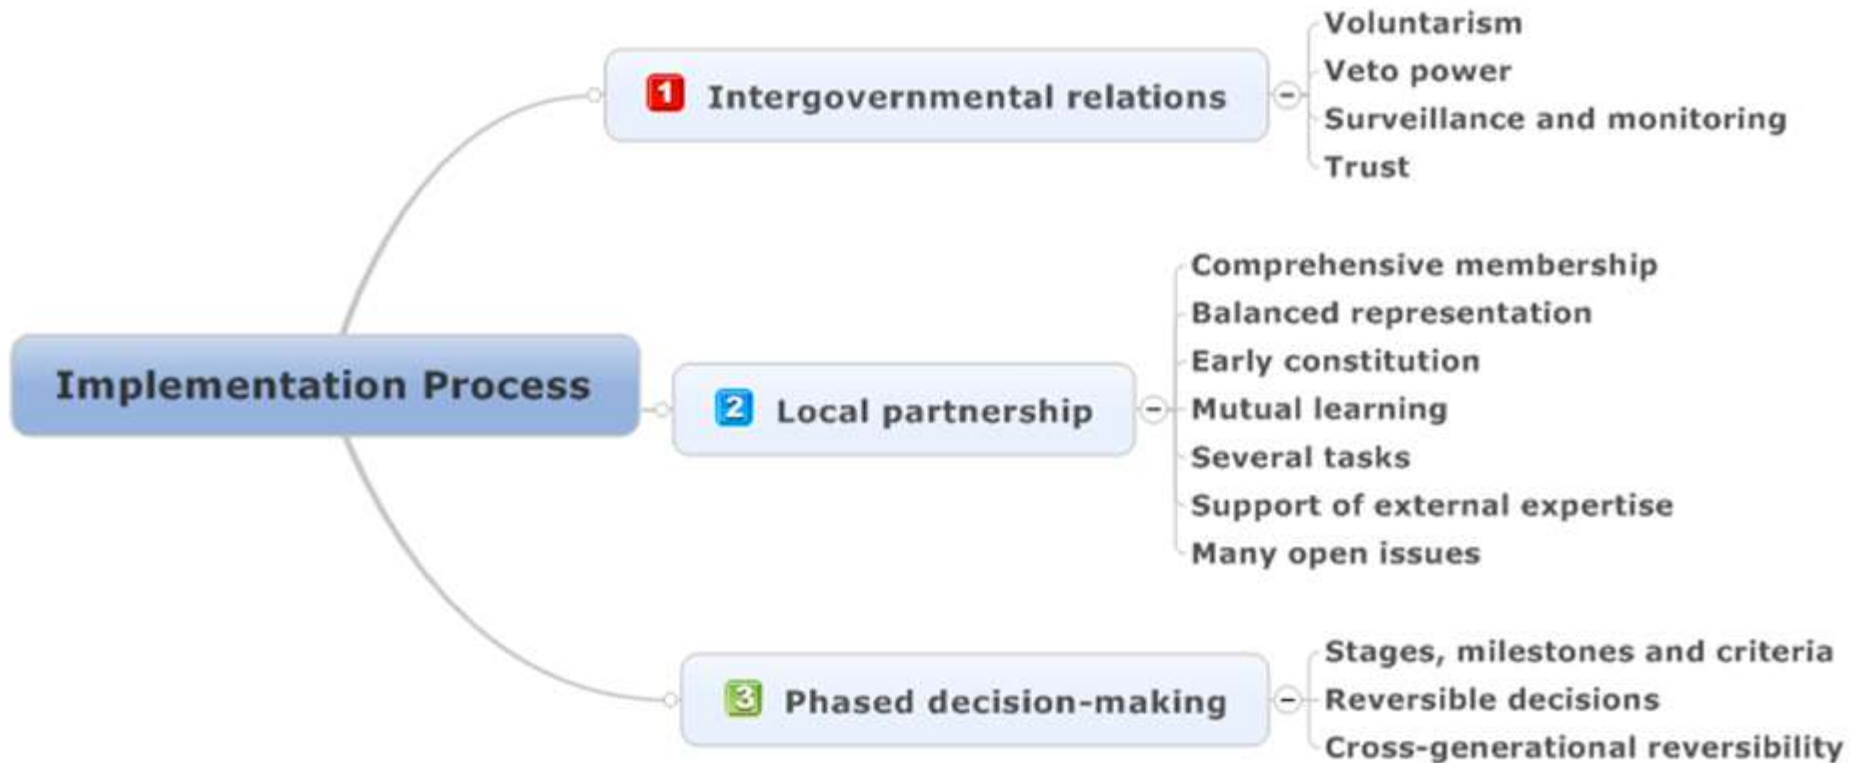 Implementation Process
1 Intergovernmental relations
Voluntarism
Veto power
Surveillance and monitoring
Trust
2 Local partnership
Comprehensive membership
Balanced representation
Early constitution
Mutual learning
Several tasks
Support of external expertise
Many open issues
3 Phased decision-making
Stages, milestones and criteria
Reversible decisions
Cross-generational reversibility